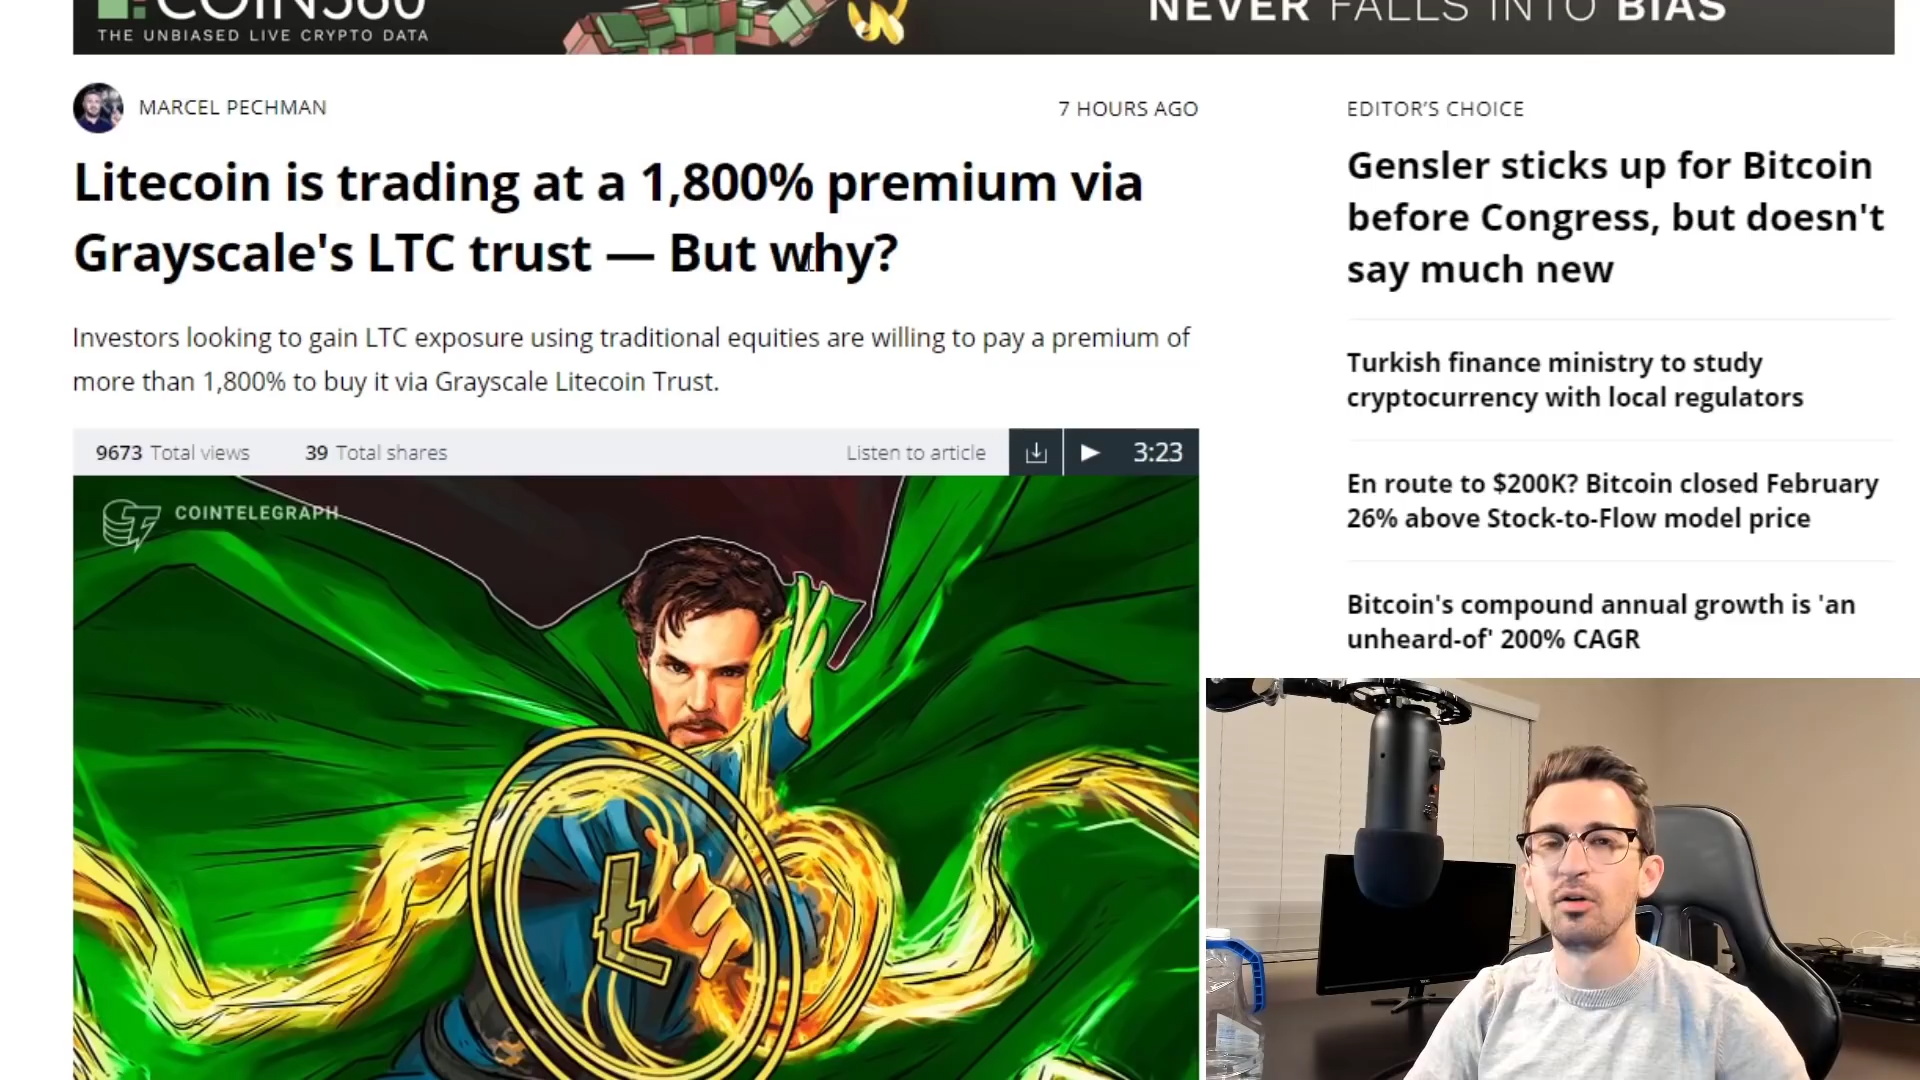 COIN360
THE UNBIASED LIVE CRYPTO DATA
NEVER FALLS INTO BIAS
MARCEL PECHMAN
7 HOURS AGO
Litecoin is trading at a 1,800% premium via
Grayscale's LTC trust — But why?
Investors looking to gain LTC exposure using traditional equities are willing to pay a premium of
more than 1,800% to buy it via Grayscale Litecoin Trust.
9673 Total views
39 Total shares
Listen to article
3:23
COINTELEGRAPH
EDITOR'S CHOICE
Gensler sticks up for Bitcoin
before Congress, but doesn't
say much new
Turkish finance ministry to study
cryptocurrency with local regulators
En route to $200K? Bitcoin closed February
26% above Stock-to-Flow model price
Bitcoin's compound annual growth is 'an
unheard-of' 200% CAGR